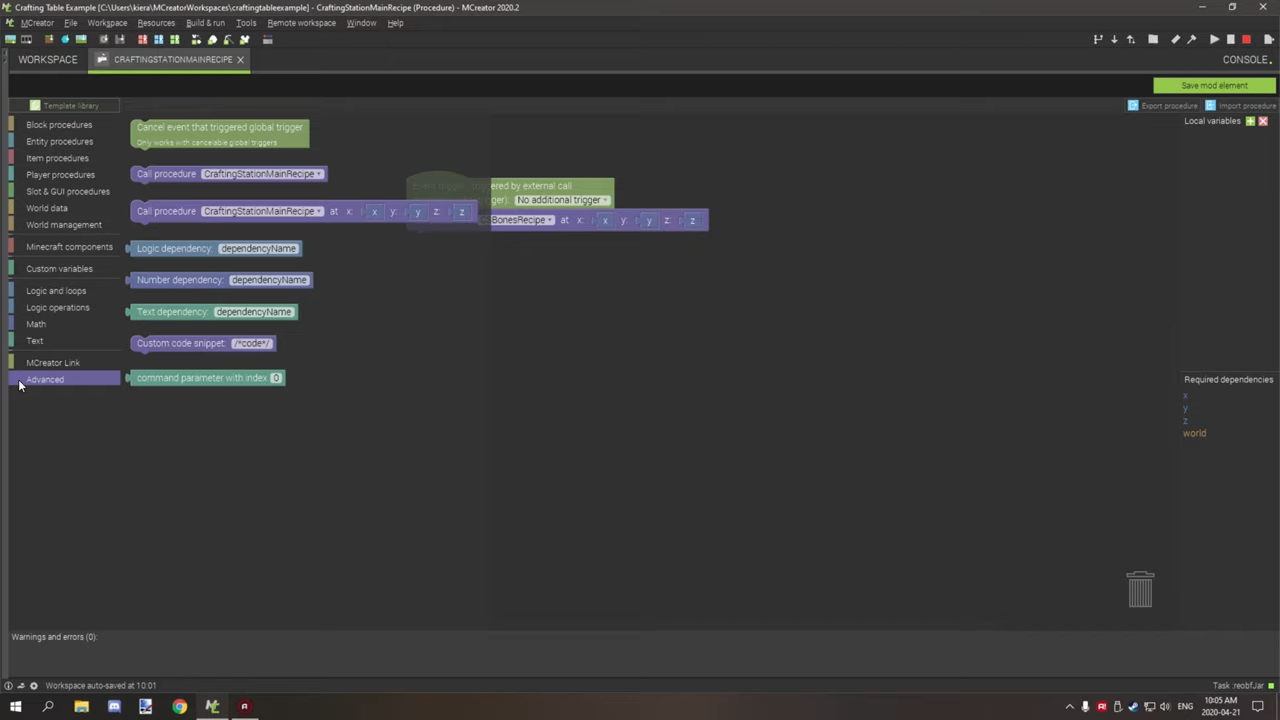 Crafting Table Example [C:\Users\kiera\MCreatorWorkspaces\craftingtableexample] - CraftingStationMainRecipe (Procedure) - MCreator 2020.2
MCreator File Workspace Resources Build & run Tools Remote workspace Window Help
WORKSPACE CRAFTINGSTATIONMAINRECIPE CONSOLE
Save mod element
Template library Export procedure Import procedure
Local variables
Block procedures
Entity procedures
Item procedures
Player procedures
Slot & GUI procedures
World data
World management
Minecraft components
Custom variables
Logic and loops
Logic operations
Math
Text
MCreator Link
Advanced
Cancel event that triggered global trigger
Only works with cancelable global triggers
Call procedure CraftingStationMainRecipe
Call procedure CraftingStationMainRecipe at x: x y: y z: z
Logic dependency: dependencyName
Number dependency: dependencyName
Text dependency: dependencyName
Custom code snippet: /*code*/
command parameter with index 0
Event trigger: triggered by external call
No additional trigger
BonesRecipe at x: x y: y z: z
Required dependencies
x
y
z
world
Warnings and errors (0):
Workspace auto-saved at 10:01 Task :reobfJar
ENG 10:05 AM
2020-04-21